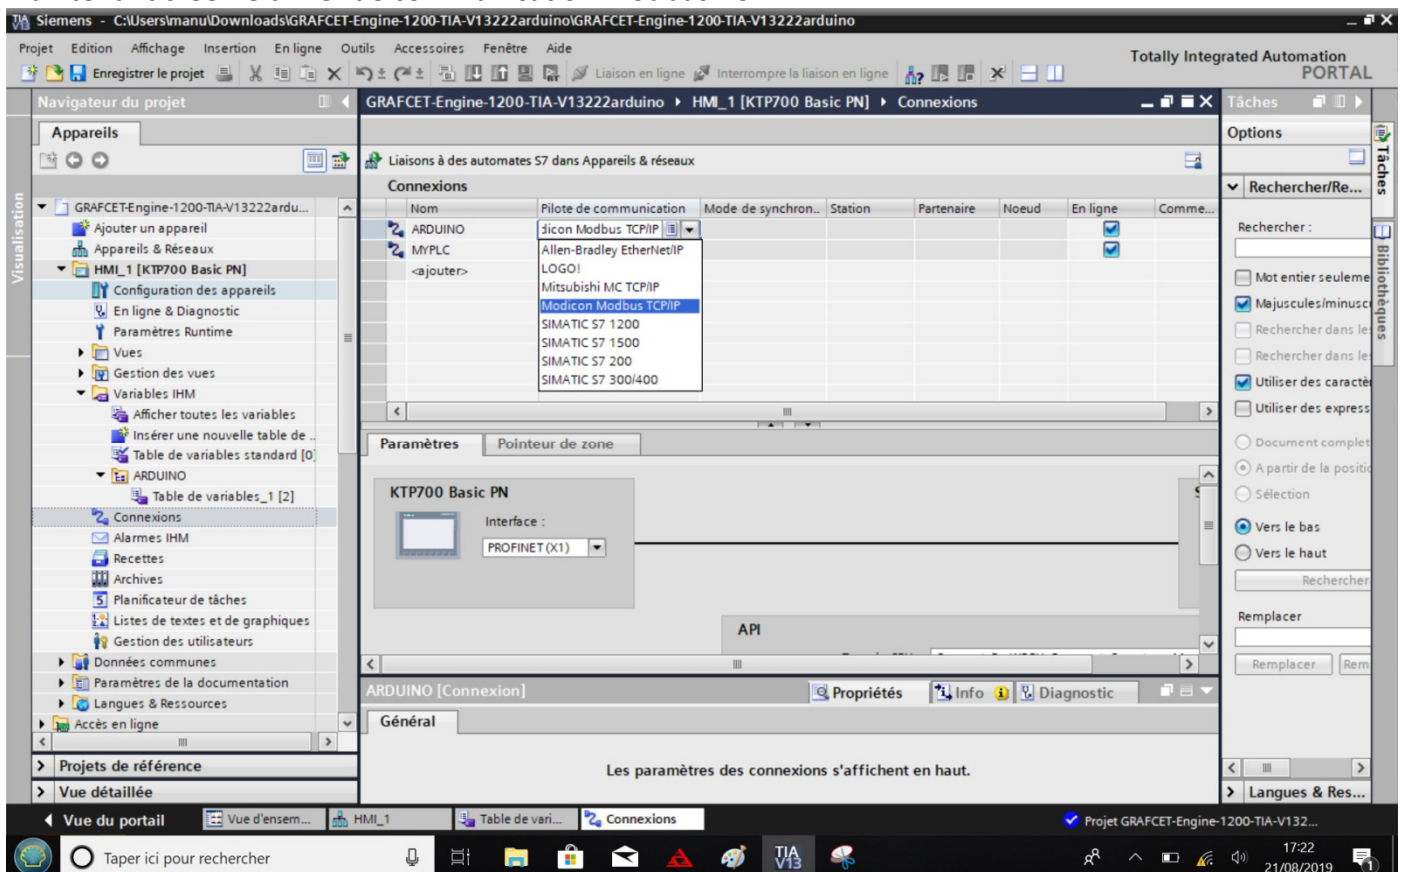 Siemens - C:\Users\manu\Downloads\GRAFCET-Engine-1200-TIA-V13222arduino\GRAFCET-Engine-1200-TIA-V13222arduino
Projet Edition Affichage Insertion En ligne Outils Accessoires Fenêtre Aide
Totally Integrated Automation
PORTAL
Enregistrer le projet
Liaison en ligne
Interrompre la liaison en ligne
Navigateur du projet
GRAFCET-Engine-1200-TIA-V13222arduino
HMI_1 [KTP700 Basic PN]
Connexions
Tâches
Appareils
Options
Liaisons à des automates S7 dans Appareils & réseaux
Connexions
Nom Pilote de communication Mode de synchron.. Station Partenaire Noeud En ligne Comme...
ARDUINO dicon Modbus TCP/IP
MYPLC
<ajouter>
Allen-Bradley EtherNet/IP
LOGO!
Mitsubishi MC TCP/IP
Modicon Modbus TCP/IP
SIMATIC S7 1200
SIMATIC S7 1500
SIMATIC S7 200
SIMATIC S7 300/400
Visualisation
GRAFCET-Engine-1200-TIA-V13222ardu...
Ajouter un appareil
Appareils & Réseaux
HMI_1 [KTP700 Basic PN]
Configuration des appareils
En ligne & Diagnostic
Paramètres Runtime
Vues
Gestion des vues
Variables IHM
Afficher toutes les variables
Insérer une nouvelle table de ..
Table de variables standard [0]
ARDUINO
Table de variables_1 [2]
Connexions
Alarmes IHM
Recettes
Archives
Planificateur de tâches
Listes de textes et de graphiques
Gestion des utilisateurs
Données communes
Paramètres de la documentation
Langues & Ressources
Accès en ligne
Projets de référence
Vue détaillée
Paramètres
Pointeur de zone
KTP700 Basic PN
Interface :
PROFINET (X1)
API
ARDUINO [Connexion]
Propriétés
Info
Diagnostic
Général
Les paramètres des connexions s'affichent en haut.
Rechercher/Re...
Rechercher :
Mot entier seuleme
Majuscules/minusc
Rechercher dans le
Rechercher dans le
Utiliser des caractè
Utiliser des express
Document complet
A partir de la positio
Sélection
Vers le bas
Vers le haut
Rechercher
Remplacer
Remplacer
Rem
Langues & Res...
Tâches
Bibliothèques
Vue du portail
Vue d'ensem...
HMI_1
Table de vari...
Connexions
Projet GRAFCET-Engine-1200-TIA-V132...
Taper ici pour rechercher
TIA
V13
17:22
21/08/2019
1